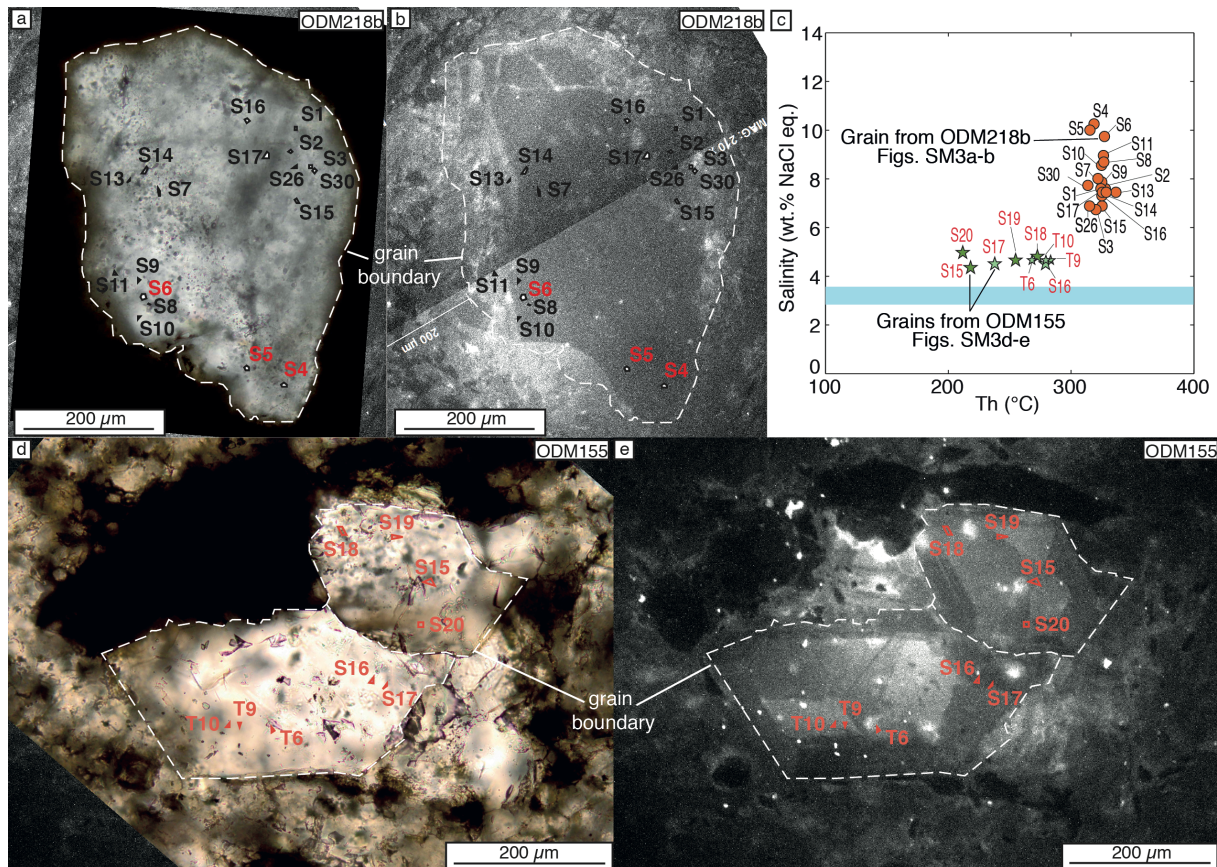 a
ODM218b
S16
S1
S2
S14
S17
S3
S13
S7
S26
S30
S15
S9
S11
S6
S8
S10
S5
S4
200 µm
grain
boundary
b
ODM218b
S16
S1
MAG: 210
S2
S14
S17
S3
S13
S7
S26
S30
S15
S9
S11
S6
S8
S10
200 µm
S5
S4
200 µm
c
Salinity (wt.% NaCl eq.)
14
12
10
8
6
4
2
0
100
200
300
400
Th (°C)
Grain from ODM218b
Figs. SM3a-b
S4
S5
S6
S11
S10
S8
S7
S9
S30
S2
S1
S13
S17
S14
S26
S15
S16
S3
S19
S20
S17
S18
T10
S15
T6
T9
S16
Grains from ODM155
Figs. SM3d-e
d
ODM155
S18
S19
S15
S20
S16
S17
T10
T9
T6
200 µm
grain
boundary
e
ODM155
S18
S19
S15
S20
S16
S17
T10
T9
T6
200 µm